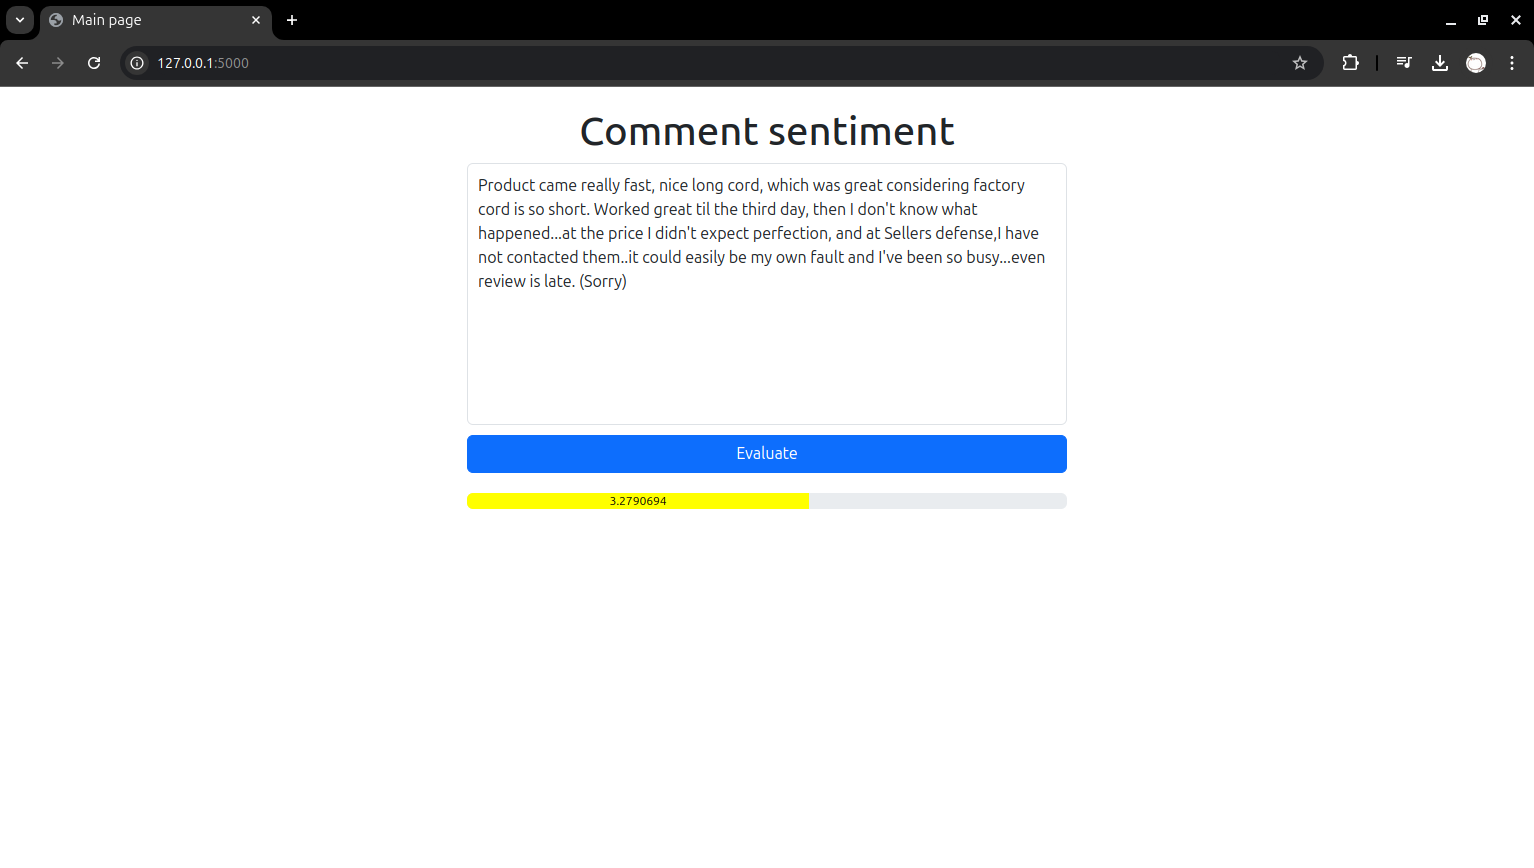 Main page
127.0.0.1:5000
Comment sentiment
Product came really fast, nice long cord, which was great considering factory
cord is so short. Worked great til the third day, then I don't know what
happened...at the price I didn't expect perfection, and at Sellers defense,I have
not contacted them..it could easily be my own fault and I've been so busy...even
review is late. (Sorry)
Evaluate
3.2790694